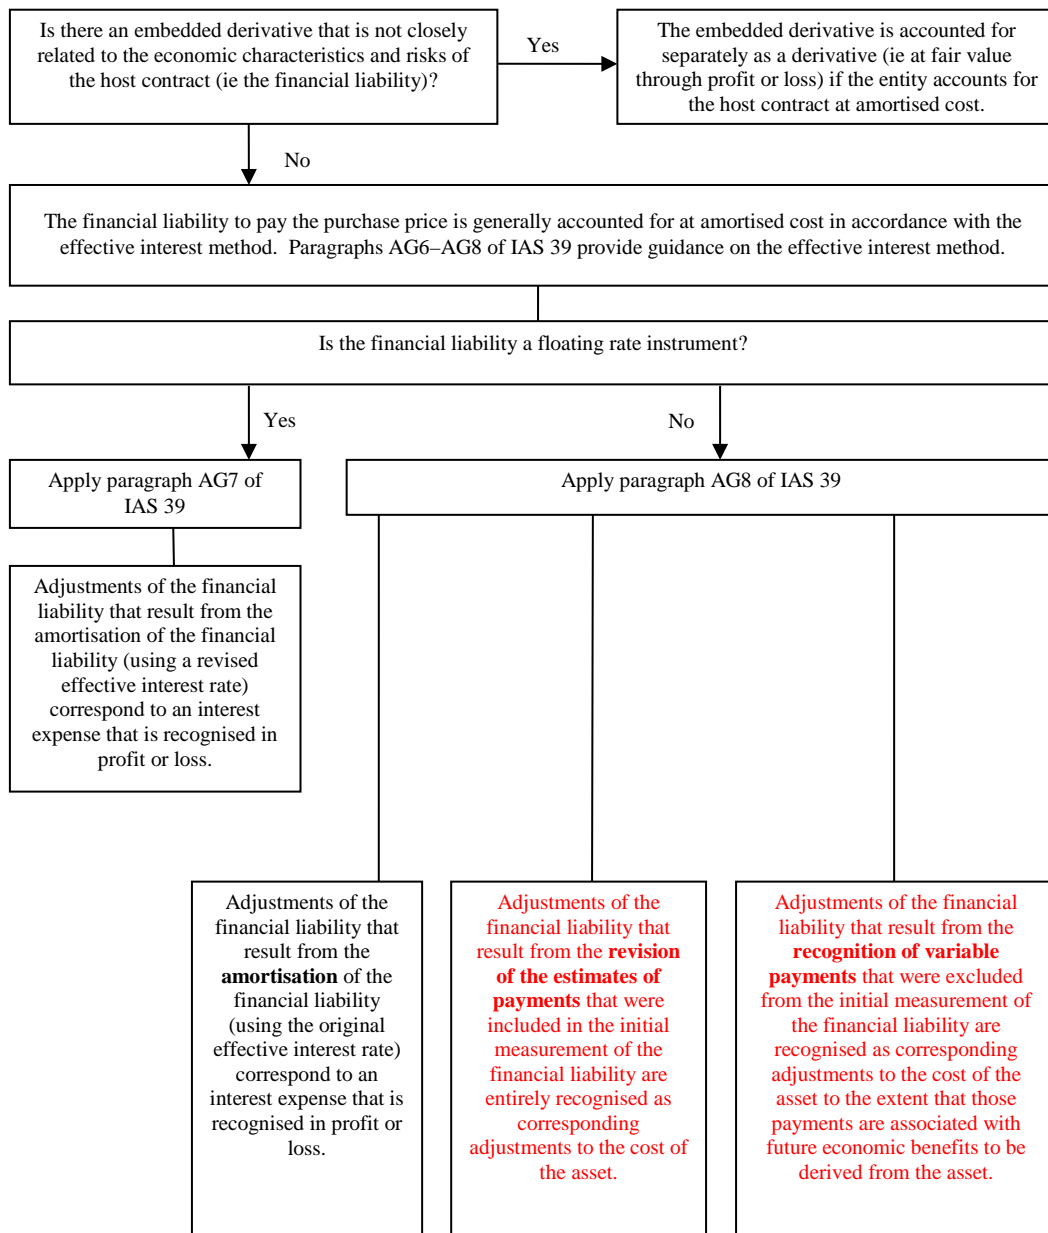 Is there an embedded derivative that is not closely
related to the economic characteristics and risks of
the host contract (ie the financial liability)?
Yes
The embedded derivative is accounted for
separately as a derivative (ie at fair value
through profit or loss) if the entity accounts for
the host contract at amortised cost.
No
The financial liability to pay the purchase price is generally accounted for at amortised cost in accordance with the
effective interest method.  Paragraphs AG6–AG8 of IAS 39 provide guidance on the effective interest method.
Is the financial liability a floating rate instrument?
Yes
No
Apply paragraph AG7 of
IAS 39
Apply paragraph AG8 of IAS 39
Adjustments of the financial
liability that result from the
amortisation of the financial
liability (using a revised
effective interest rate)
correspond to an interest
expense that is recognised in
profit or loss.
Adjustments of the
financial liability that
result from the
amortisation of the
financial liability
(using the original
effective interest rate)
correspond to an
interest expense that is
recognised in profit or
loss.
Adjustments of the
financial liability that
result from the revision
of the estimates of
payments that were
included in the initial
measurement of the
financial liability are
entirely recognised as
corresponding
adjustments to the cost of
the asset.
Adjustments of the financial
liability that result from the
recognition of variable
payments that were excluded
from the initial measurement of
the financial liability are
recognised as corresponding
adjustments to the cost of the
asset to the extent that those
payments are associated with
future economic benefits to be
derived from the asset.